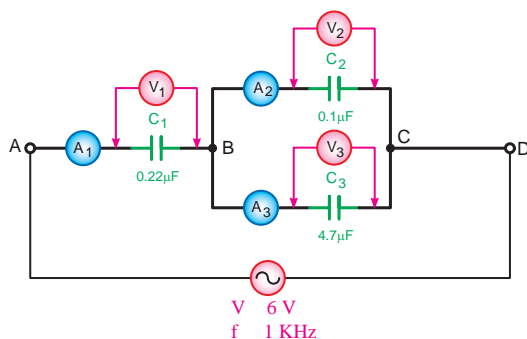 V2
A2
C2
0.1μF
V1
C1
A
A1
0.22μF
B
V3
C
D
A3
C3
4.7μF
V 6 V
f 1 KHz